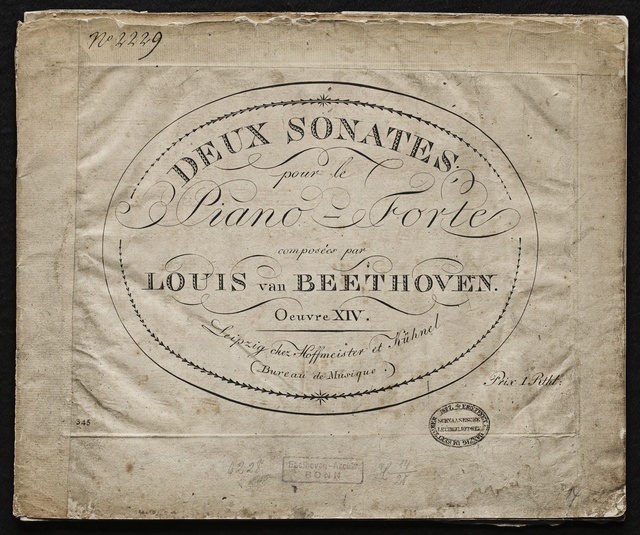 No 2229
DEUX SONATES
pour le
Piano-Forte
composées par
LOUIS van BEETHOVEN.
Oeuvre XIV.
Leipzig chez Hoffmeister et Kühnel
(Bureau de Musique.)
Prix 1 Rthlr.
345
Beethoven-Archiv
BONN